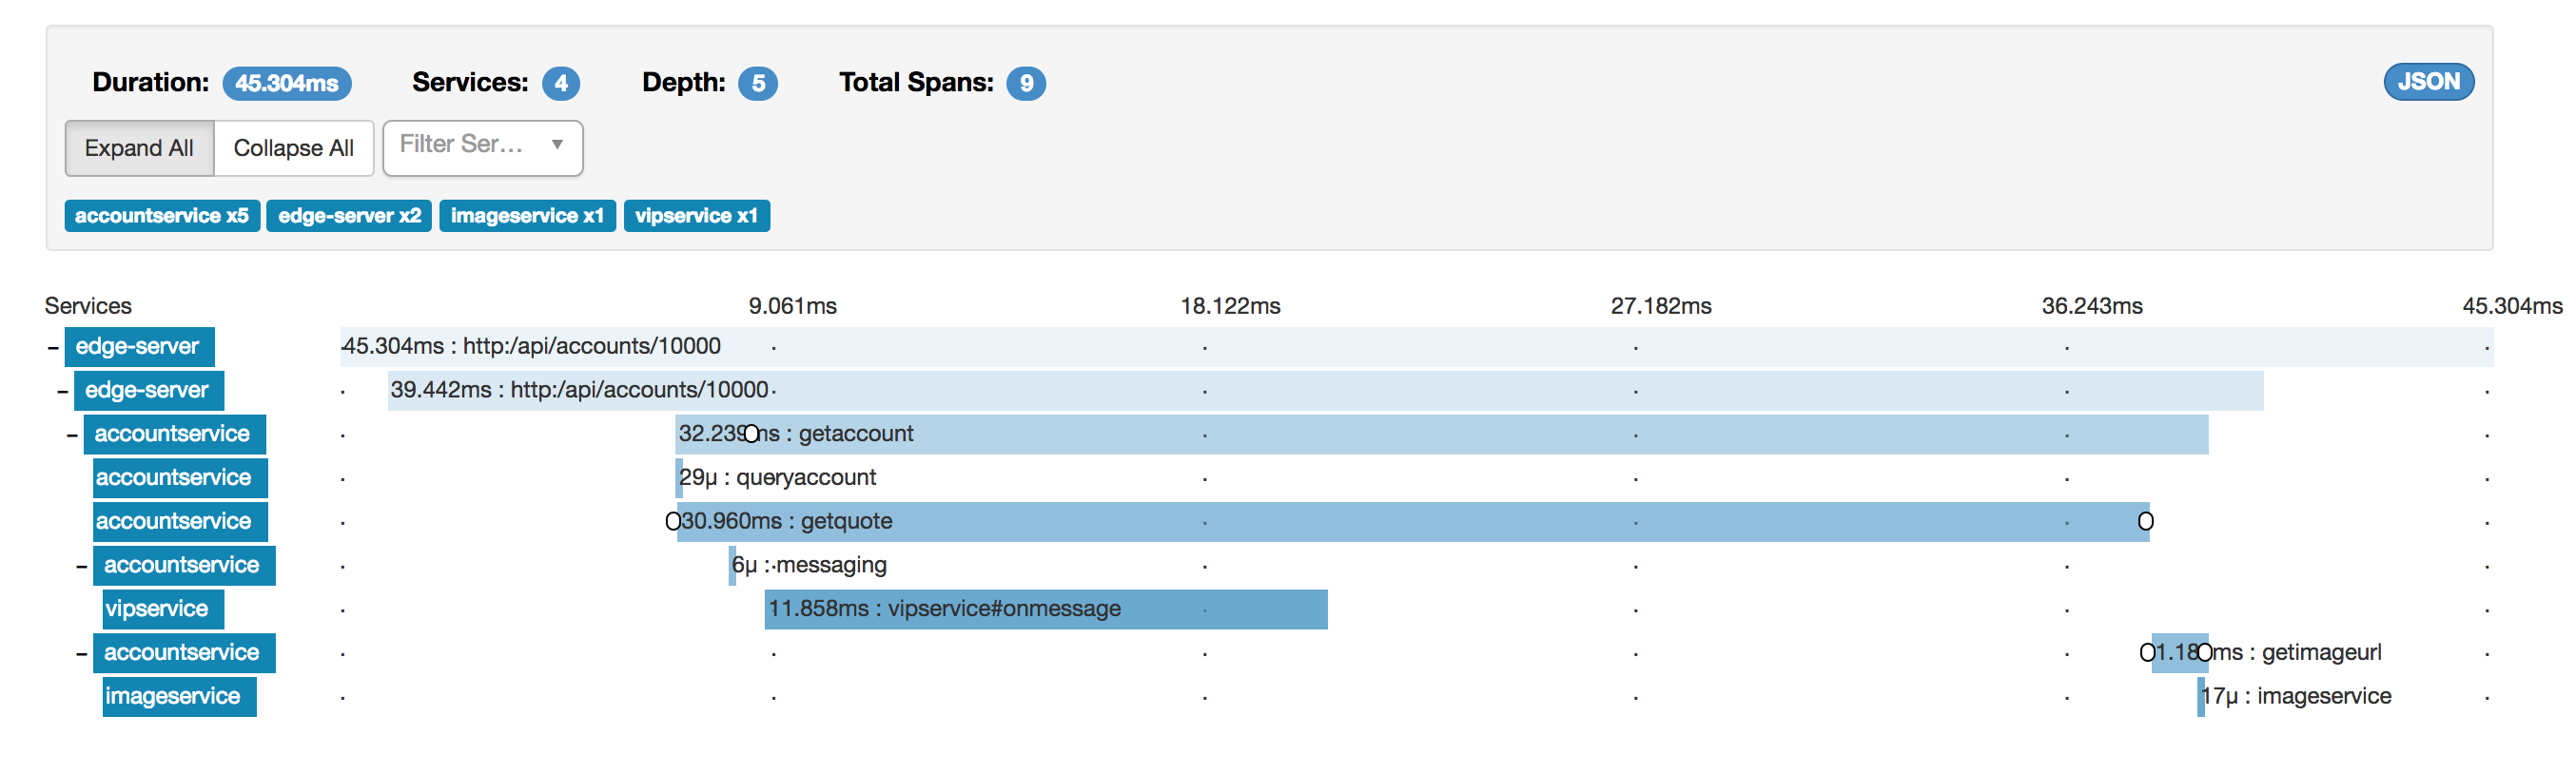 Duration: 45.304ms Services: 4 Depth: 5 Total Spans: 9 JSON
Expand All Collapse All Filter Ser...
accountservice x5 edge-server x2 imageservice x1 vipservice x1
Services 9.061ms 18.122ms 27.182ms 36.243ms 45.304ms
– edge-server 45.304ms : http:/api/accounts/10000
– edge-server 39.442ms : http:/api/accounts/10000
– accountservice 32.239ms : getaccount
accountservice 29μ : queryaccount
accountservice 30.960ms : getquote
– accountservice 6μ : messaging
vipservice 11.858ms : vipservice#onmessage
– accountservice ms : getimageurl
imageservice 17μ : imageservice